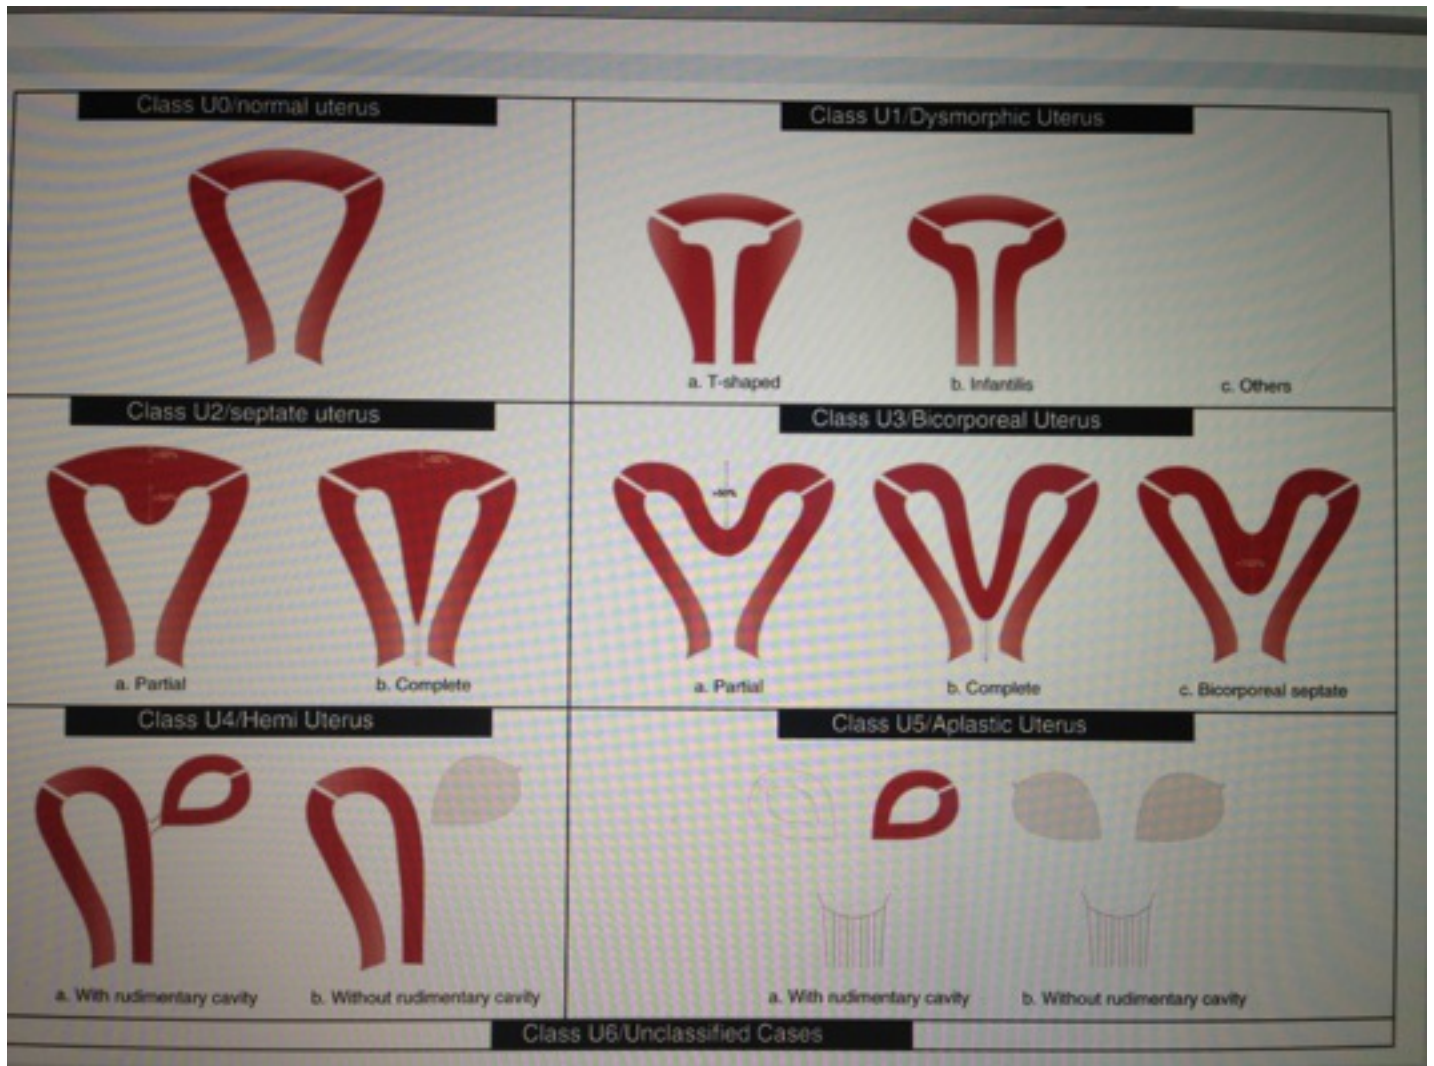 Class U0/normal uterus
Class U1/Dysmorphic Uterus
a. T-shaped
b. Infantilis
c. Others
Class U2/septate uterus
a. Partial
b. Complete
Class U3/Bicorporeal Uterus
>50%
a. Partial
b. Complete
c. Bicorporeal septate
Class U4/Hemi Uterus
a. With rudimentary cavity
b. Without rudimentary cavity
Class U5/Aplastic Uterus
a. With rudimentary cavity
b. Without rudimentary cavity
Class U6/Unclassified Cases